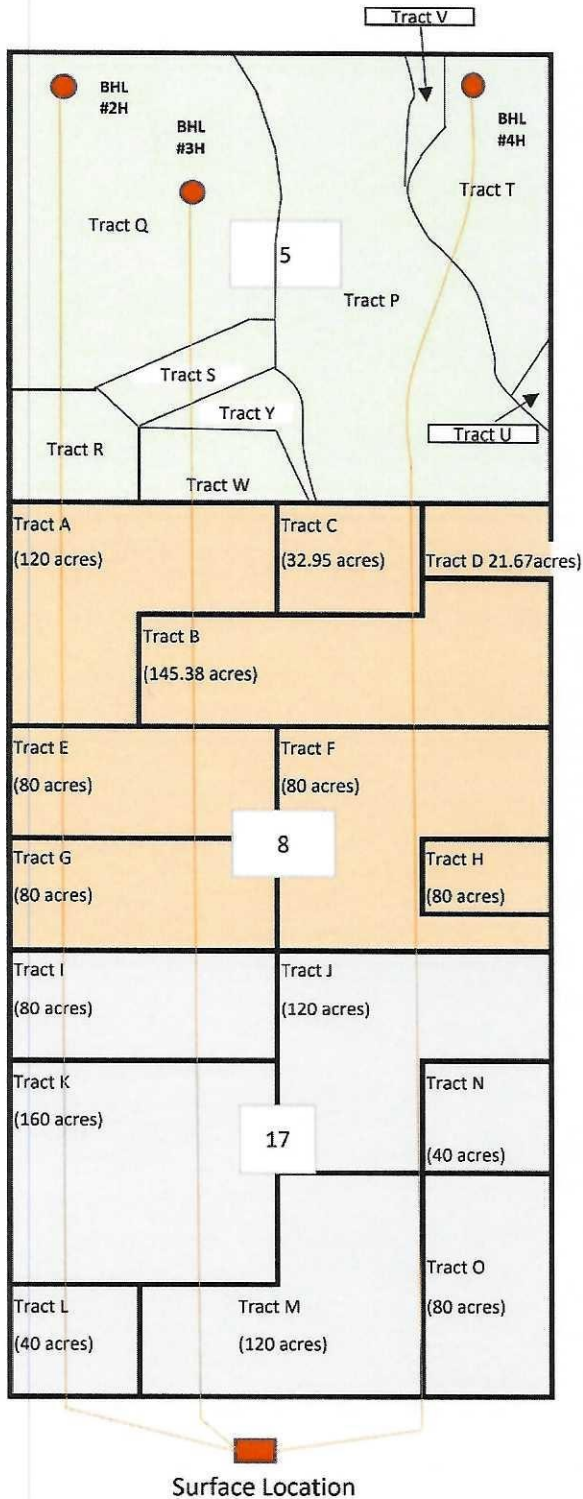 Tract V
BHL
#2H
BHL
#3H
BHL
#4H
Tract T
Tract Q
5
Tract P
Tract S
Tract Y
Tract U
Tract R
Tract W
Tract A
(120 acres)
Tract C
(32.95 acres)
Tract D 21.67acres)
Tract B
(145.38 acres)
Tract E
(80 acres)
Tract F
(80 acres)
8
Tract G
(80 acres)
Tract H
(80 acres)
Tract I
(80 acres)
Tract J
(120 acres)
Tract K
(160 acres)
Tract N
(40 acres)
17
Tract O
(80 acres)
Tract L
(40 acres)
Tract M
(120 acres)
Surface Location